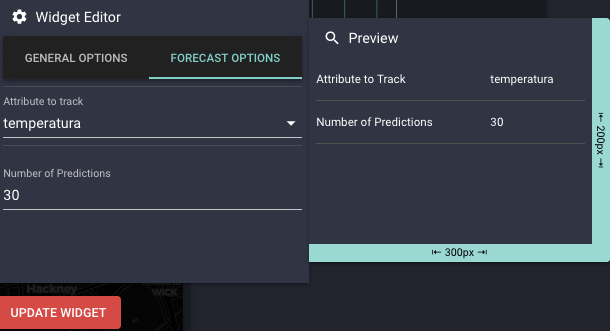 Widget Editor
GENERAL OPTIONS
FORECAST OPTIONS
Attribute to track
temperatura
Number of Predictions
30
Hackney
WICK
UPDATE WIDGET
Preview
Attribute to Track temperatura
Number of Predictions 30
200px
300px